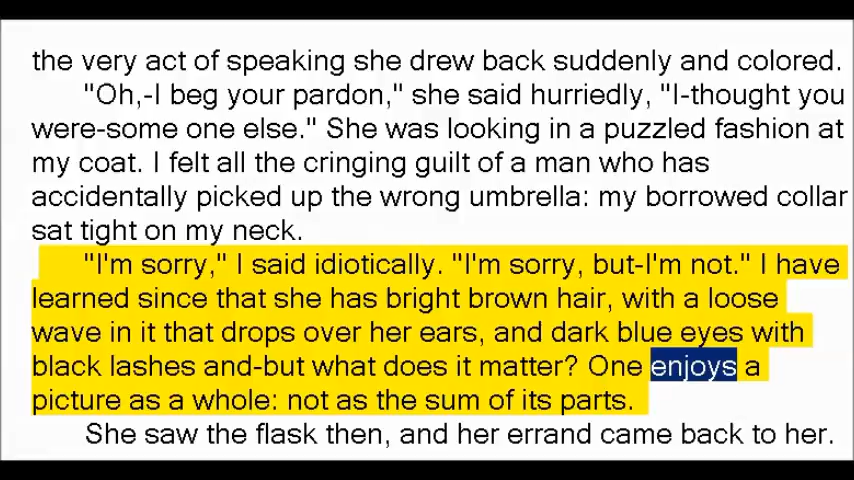 the very act of speaking she drew back suddenly and colored.
"Oh,-I beg your pardon," she said hurriedly, "I-thought you
were-some one else." She was looking in a puzzled fashion at
my coat. I felt all the cringing guilt of a man who has
accidentally picked up the wrong umbrella: my borrowed collar
sat tight on my neck.
"I'm sorry," I said idiotically. "I'm sorry, but-I'm not." I have
learned since that she has bright brown hair, with a loose
wave in it that drops over her ears, and dark blue eyes with
black lashes and-but what does it matter? One enjoys a
picture as a whole: not as the sum of its parts.
She saw the flask then, and her errand came back to her.